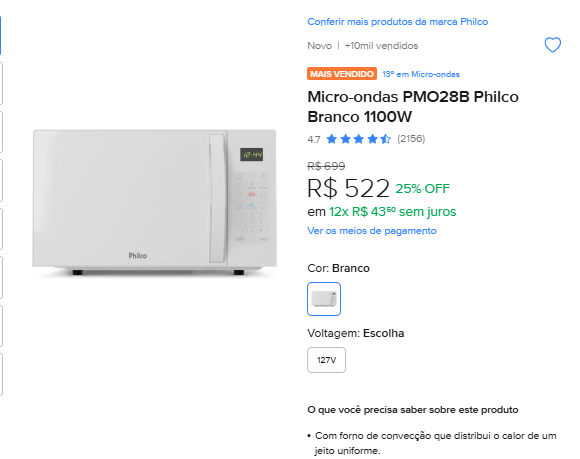 Conferir mais produtos da marca Philco
Novo | +10mil vendidos
MAIS VENDIDO 13º em Micro-ondas
Micro-ondas PMO28B Philco
Branco 1100W
4.7 (2156)
R$ 699
R$ 522 25% OFF
em 12x R$ 43⁵⁰ sem juros
Ver os meios de pagamento
12:44
Philco
Cor: Branco
Voltagem: Escolha
127V
O que você precisa saber sobre este produto
• Com forno de convecção que distribui o calor de um
jeito uniforme.